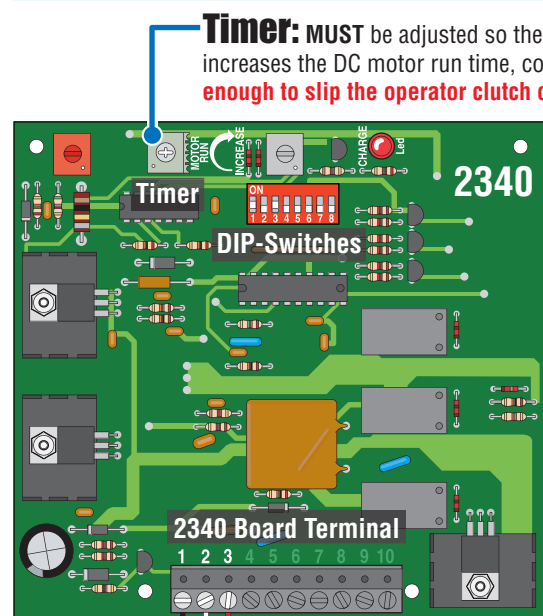 Timer: MUST be adjusted so the
increases the DC motor run time, co
enough to slip the operator clutch
MOTOR RUN
INCREASE
CHARGE
Led
2340
Timer
ON
1 2 3 4 5 6 7 8
DIP-Switches
2340 Board Terminal
1 2 3 4 5 6 7 8 9 10